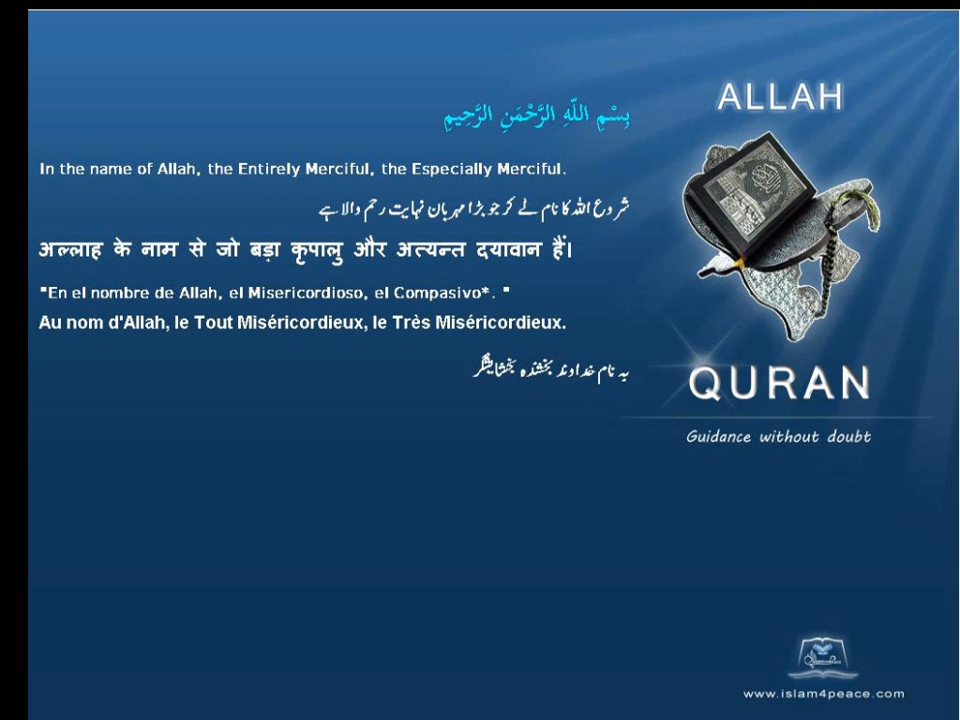 بِسْمِ اللَّهِ الرَّحْمَنِ الرَّحِيمِ
In the name of Allah, the Entirely Merciful, the Especially Merciful.
شروع الله کا نام لے کر جو بڑا مہربان نہایت رحم والا ہے
अल्लाह के नाम से जो बड़ा कृपालु और अत्यन्त दयावान हैं।
"En el nombre de Allah, el Misericordioso, el Compasivo*. "
Au nom d'Allah, le Tout Miséricordieux, le Très Miséricordieux.
به نام خداوند بخشنده بخشایشگر
ALLAH
QURAN
Guidance without doubt
www.islam4peace.com